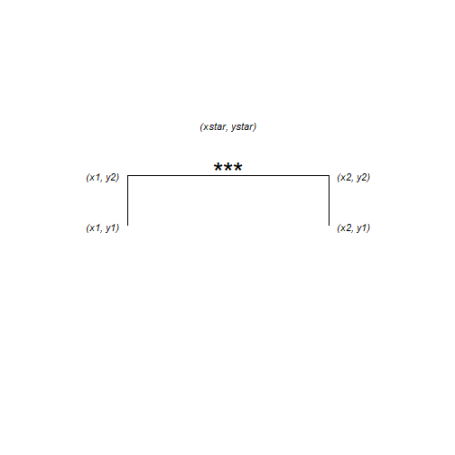 (xstar, ystar)
***
(x1, y2) (x2, y2)
(x1, y1) (x2, y1)